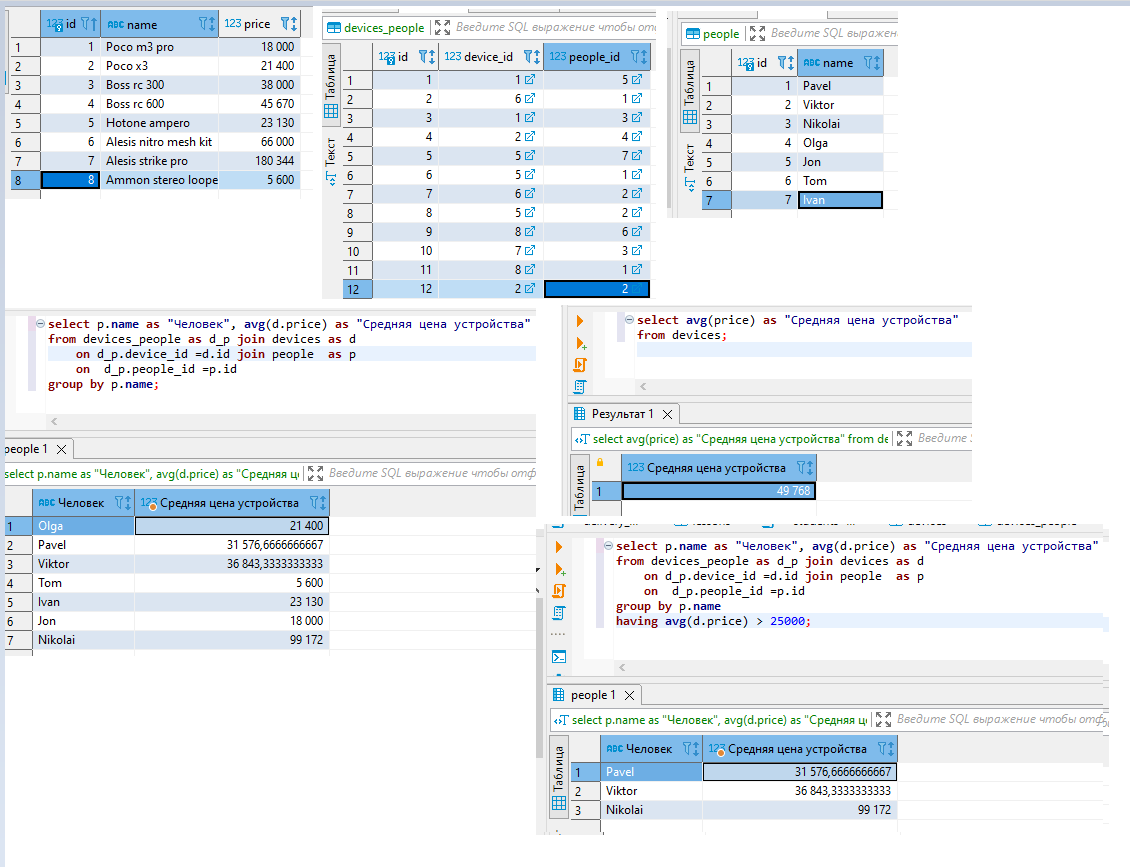 id name price
1 1 Poco m3 pro 18 000
2 2 Poco x3 21 400
3 3 Boss rc 300 38 000
4 4 Boss rc 600 45 670
5 5 Hotone ampero 23 130
6 6 Alesis nitro mesh kit 66 000
7 7 Alesis strike pro 180 344
8 8 Ammon stereo loope 5 600
devices_people Введите SQL выражение чтобы от
Таблица
Текст
123 id 123 device_id 123 people_id
1 1 1 5
2 2 6 1
3 3 1 3
4 4 2 4
5 5 5 7
6 6 5 1
7 7 6 2
8 8 5 2
9 9 8 6
10 10 7 3
11 11 8 1
12 12 2 2
people Введите SQL выражен
Таблица
Текст
123 id ABC name
1 1 Pavel
2 2 Viktor
3 3 Nikolai
4 4 Olga
5 5 Jon
6 6 Tom
7 7 Ivan
select p.name as "Человек", avg(d.price) as "Средняя цена устройства"
from devices_people as d_p join devices as d
on d_p.device_id =d.id join people as p
on d_p.people_id =p.id
group by p.name;
people 1
select p.name as "Человек", avg(d.price) as "Средняя ц
Введите SQL выражение чтобы отф
ABC Человек 123 Средняя цена устройства
1 Olga 21 400
2 Pavel 31 576,6666666667
3 Viktor 36 843,3333333333
4 Tom 5 600
5 Ivan 23 130
6 Jon 18 000
7 Nikolai 99 172
select avg(price) as "Средняя цена устройства"
from devices;
Результат 1
select avg(price) as "Средняя цена устройства" from de
Введите S
Таблица
123 Средняя цена устройства
1 49 768
select p.name as "Человек", avg(d.price) as "Средняя цена устройства"
from devices_people as d_p join devices as d
on d_p.device_id =d.id join people as p
on d_p.people_id =p.id
group by p.name
having avg(d.price) > 25000;
people 1
select p.name as "Человек", avg(d.price) as "Средняя ц
Введите SQL выражение чтобы отф
Таблица
ABC Человек 123 Средняя цена устройства
1 Pavel 31 576,6666666667
2 Viktor 36 843,3333333333
3 Nikolai 99 172